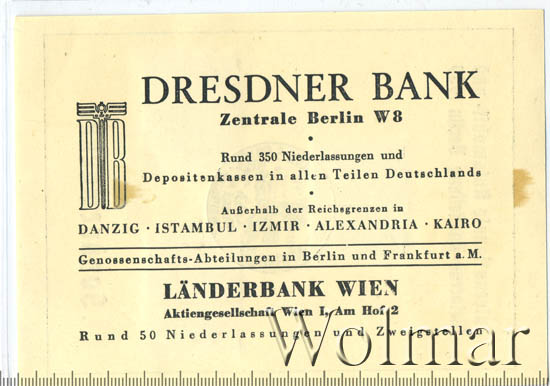 DB
DRESDNER BANK
Zentrale Berlin W8
•
Rund 350 Niederlassungen und
Depositenkassen in allen Teilen Deutschlands
•
Außerhalb der Reichsgrenzen in
DANZIG · ISTAMBUL · IZMIR · ALEXANDRIA · KAIRO
Genossenschafts-Abteilungen in Berlin und Frankfurt a. M.
LÄNDERBANK WIEN
Aktiengesellschaft Wien I, Am Hof 2
Rund 50 Niederlassungen und Zweigstellen
Wolmar